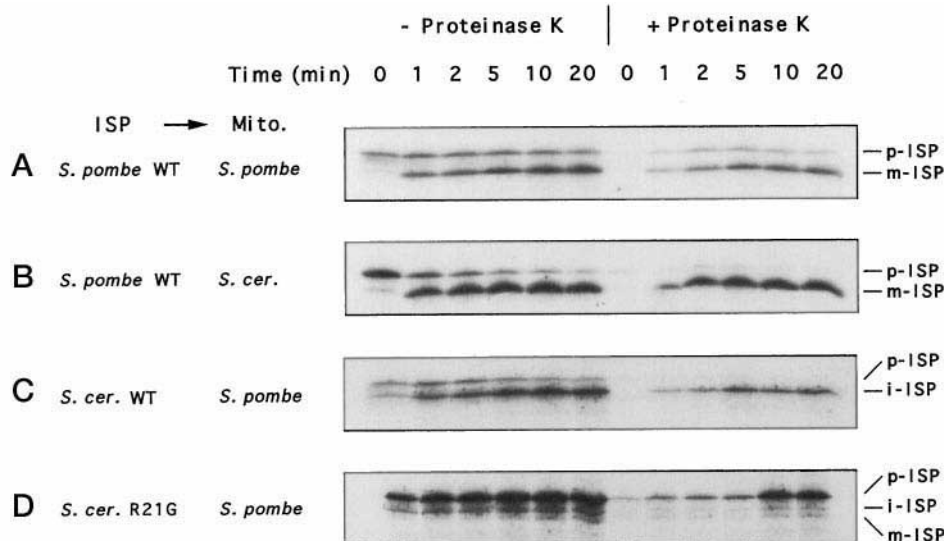 - Proteinase K + Proteinase K
Time (min) 0 1 2 5 10 20 0 1 2 5 10 20
ISP → Mito.
A S. pombe WT S. pombe p-ISP
m-ISP
B S. pombe WT S. cer. p-ISP
m-ISP
C S. cer. WT S. pombe p-ISP
i-ISP
D S. cer. R21G S. pombe p-ISP
i-ISP
m-ISP